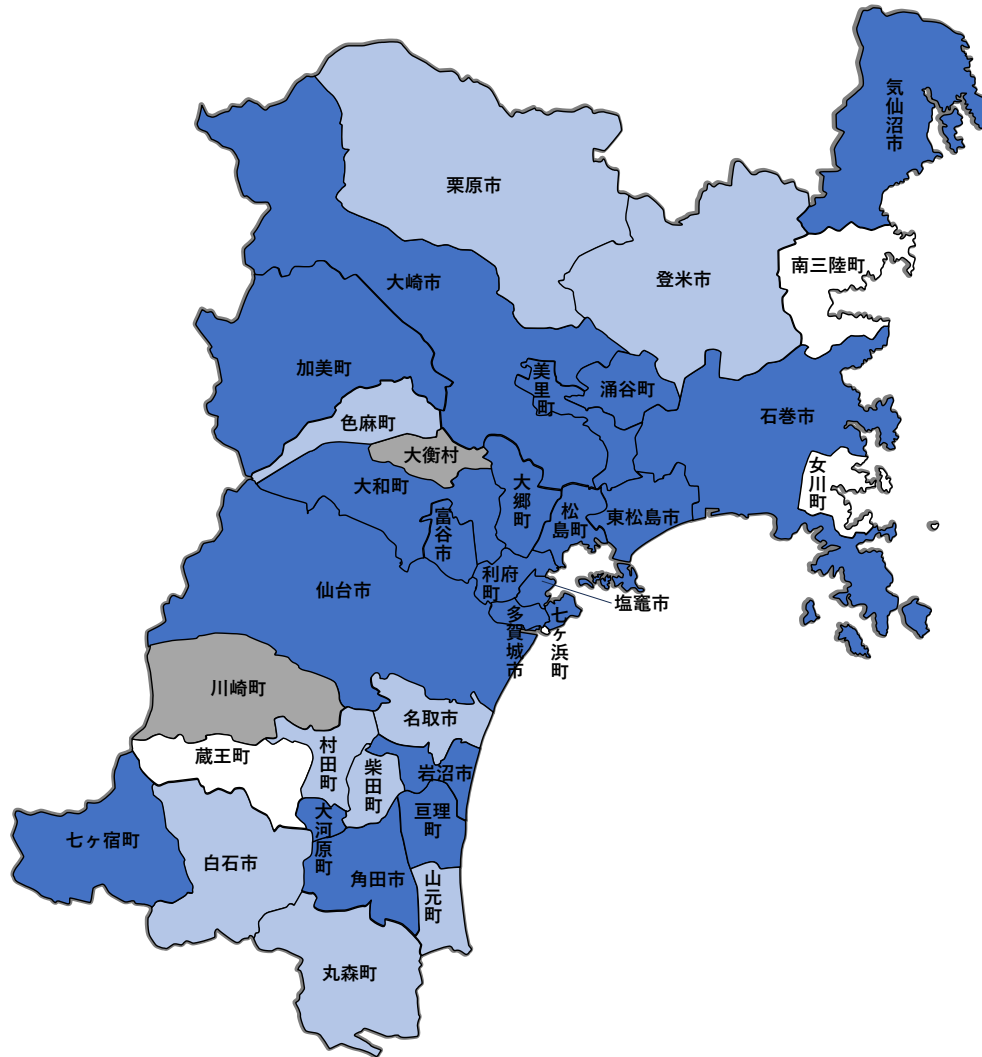 気仙沼市
栗原市
南三陸町
登米市
大崎市
加美町
美里町
涌谷町
石巻市
色麻町
大衡村
女川町
大和町
大郷町
松島町
東松島市
富谷市
利府町
仙台市
塩竈市
多賀城市
七ヶ浜町
川崎町
名取市
村田町
蔵王町
柴田町
岩沼市
大河原町
亘理町
七ヶ宿町
白石市
角田市
山元町
丸森町